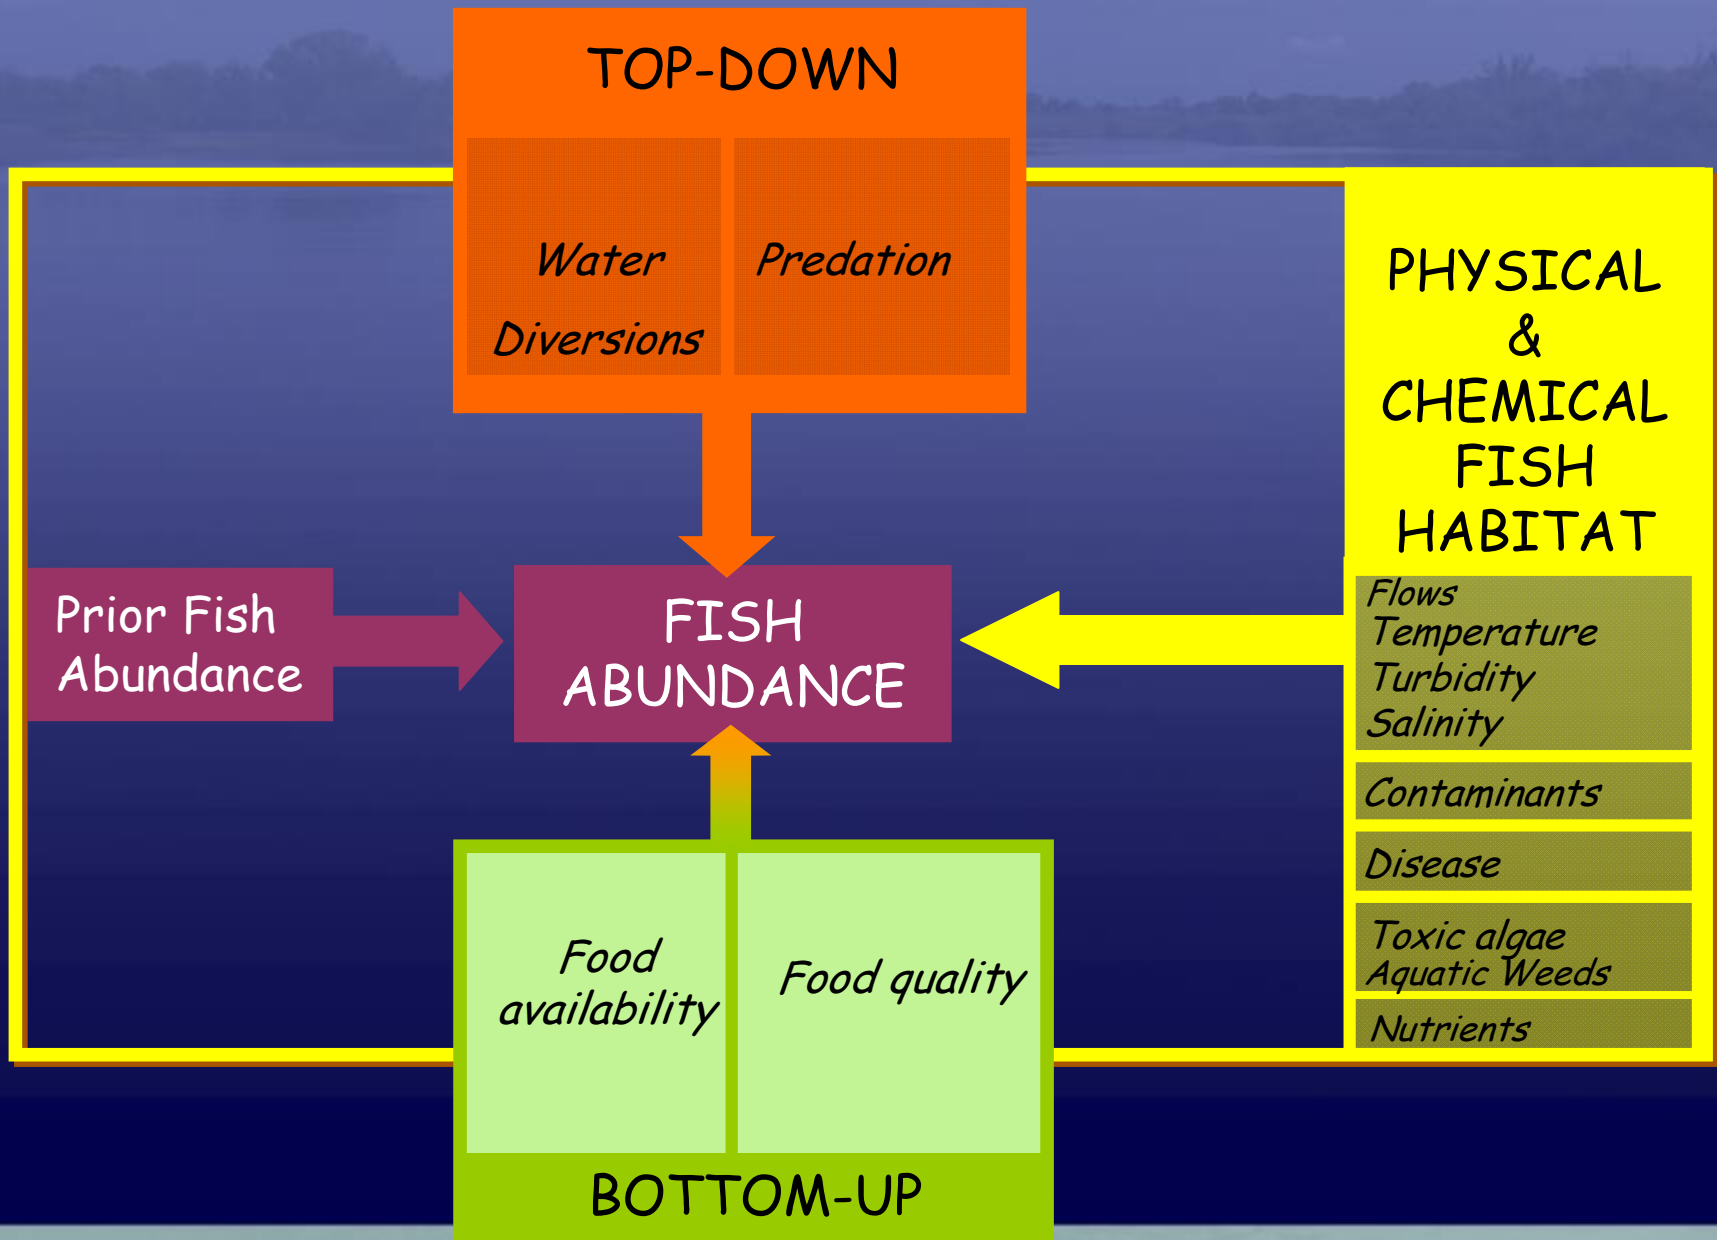 TOP-DOWN
Water
Diversions
Predation
PHYSICAL
&
CHEMICAL
FISH
HABITAT
Prior Fish
Abundance
FISH
ABUNDANCE
Flows
Temperature
Turbidity
Salinity
Contaminants
Disease
Toxic algae
Aquatic Weeds
Nutrients
Food
availability
Food quality
BOTTOM-UP